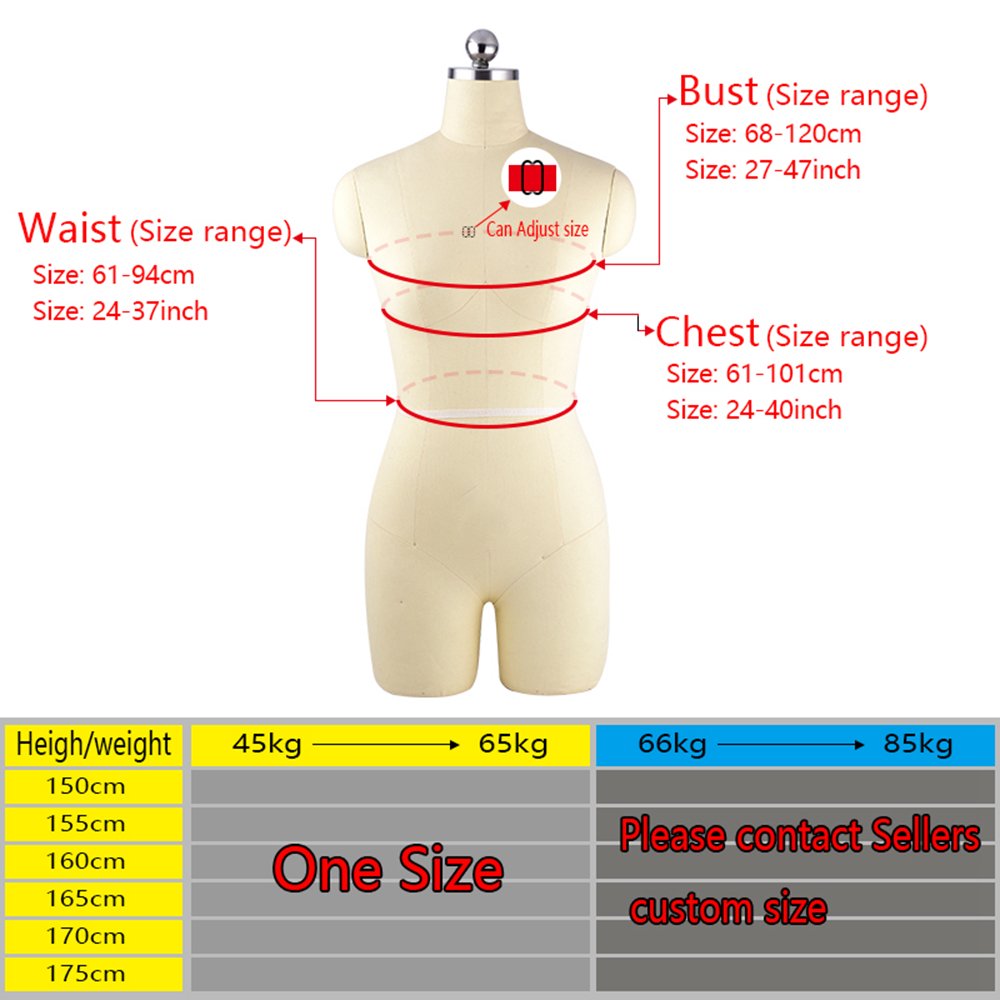 Bust (Size range)
Size: 68-120cm
Size: 27-47inch
Waist (Size range)
Size: 61-94cm
Size: 24-37inch
Can Adjust size
Chest (Size range)
Size: 61-101cm
Size: 24-40inch
Heigh/weight 45kg 65kg 66kg 85kg
150cm
155cm
160cm
165cm
170cm
175cm
One Size
Please contact Sellers
custom size